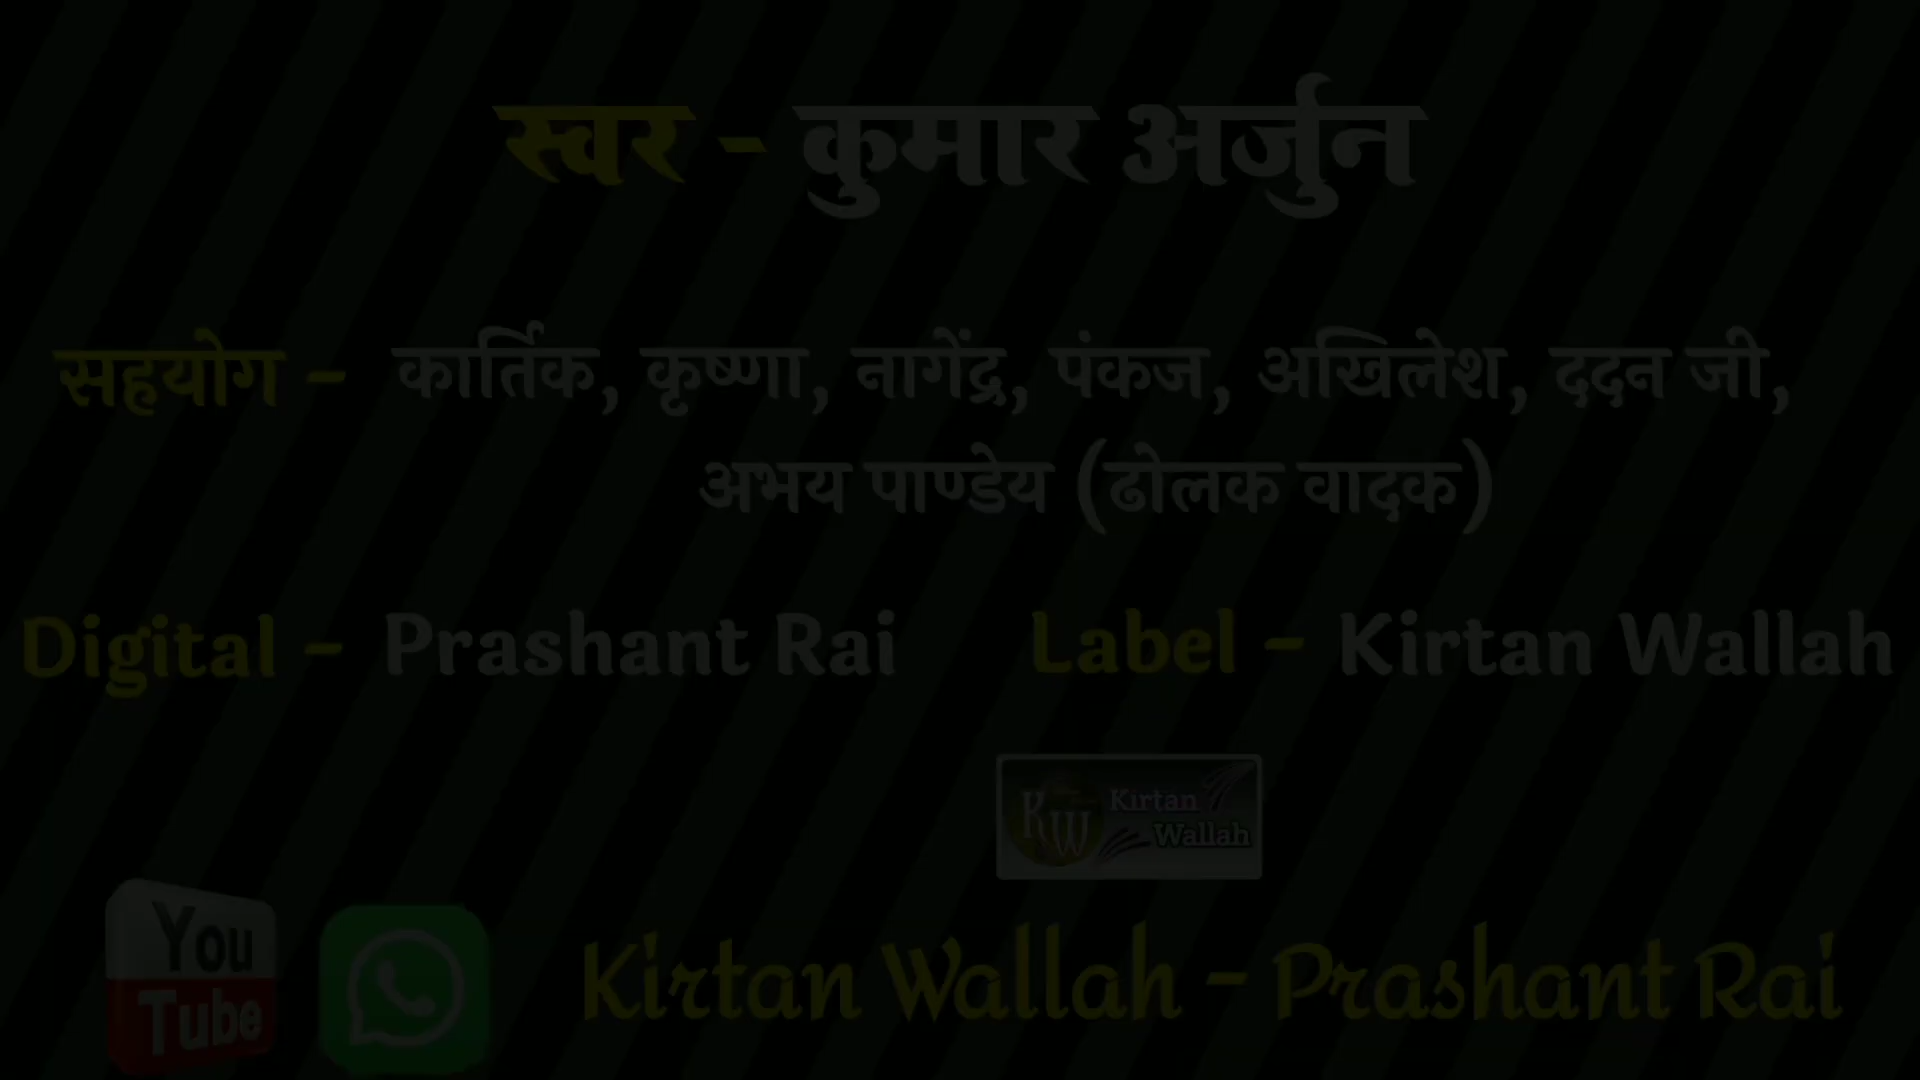 स्वर - कुमार अर्जुन
सहयोग - कार्तिक, कृष्णा, नागेंद्र, पंकज, अखिलेश, ददन जी,
अभय पाण्डेय (ढोलक वादक)
Digital - Prashant Rai
Label - Kirtan Wallah
KW Kirtan
Wallah
You
Tube
Kirtan Wallah - Prashant Rai